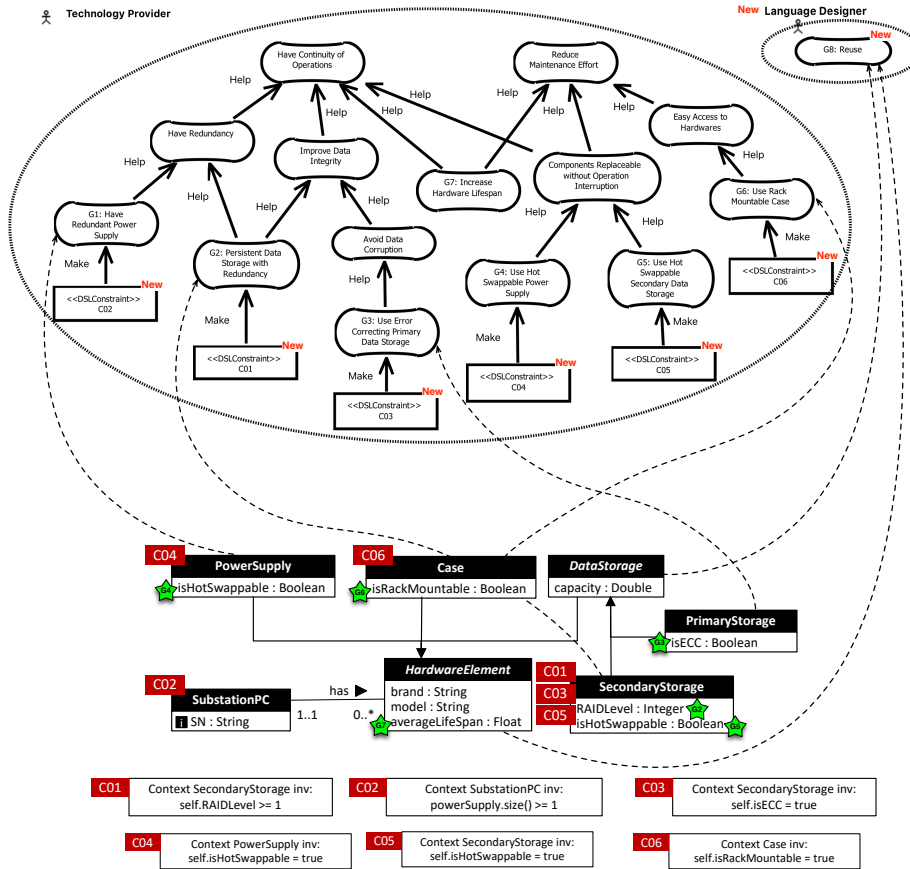 Technology Provider
New Language Designer
New
G8: Reuse
Have Continuity of
Operations
Reduce
Maintenance Effort
Help
Help
Help
Help
Help
Help
Help
Have Redundancy
Improve Data
Integrity
Easy Access to
Hardwares
Help
Help
Help
Help
Help
G7: Increase
Hardware Lifespan
Components Replaceable
without Operation
Interruption
G6: Use Rack
Mountable Case
G1: Have
Redundant Power
Supply
G2: Persistent Data
Storage with
Redundancy
Avoid Data
Corruption
Help
Help
G4: Use Hot
Swappable Power
Supply
G5: Use Hot
Swappable
Secondary Data
Storage
Make
Make
New
<<DSLConstraint>>
C02
New
<<DSLConstraint>>
C06
Help
G3: Use Error
Correcting Primary
Data Storage
Make
Make
Make
New
<<DSLConstraint>>
C01
New
<<DSLConstraint>>
C05
Make
New
<<DSLConstraint>>
C04
New
<<DSLConstraint>>
C03
C04
PowerSupply
G4
isHotSwappable : Boolean
C06
Case
G6
isRackMountable : Boolean
DataStorage
capacity : Double
PrimaryStorage
G3
isECC : Boolean
C02
SubstationPC
SN : String
has
1..1
0..*
HardwareElement
brand : String
model : String
G7
averageLifeSpan : Float
C01
C03
C05
SecondaryStorage
RAIDLevel : Integer
G2
isHotSwappable : Boolean
G5
C01
Context SecondaryStorage inv:
self.RAIDLevel >= 1
C02
Context SubstationPC inv:
powerSupply.size() >= 1
C03
Context SecondaryStorage inv:
self.isECC = true
C04
Context PowerSupply inv:
self.isHotSwappable = true
C05
Context SecondaryStorage inv:
self.isHotSwappable = true
C06
Context Case inv:
self.isRackMountable = true